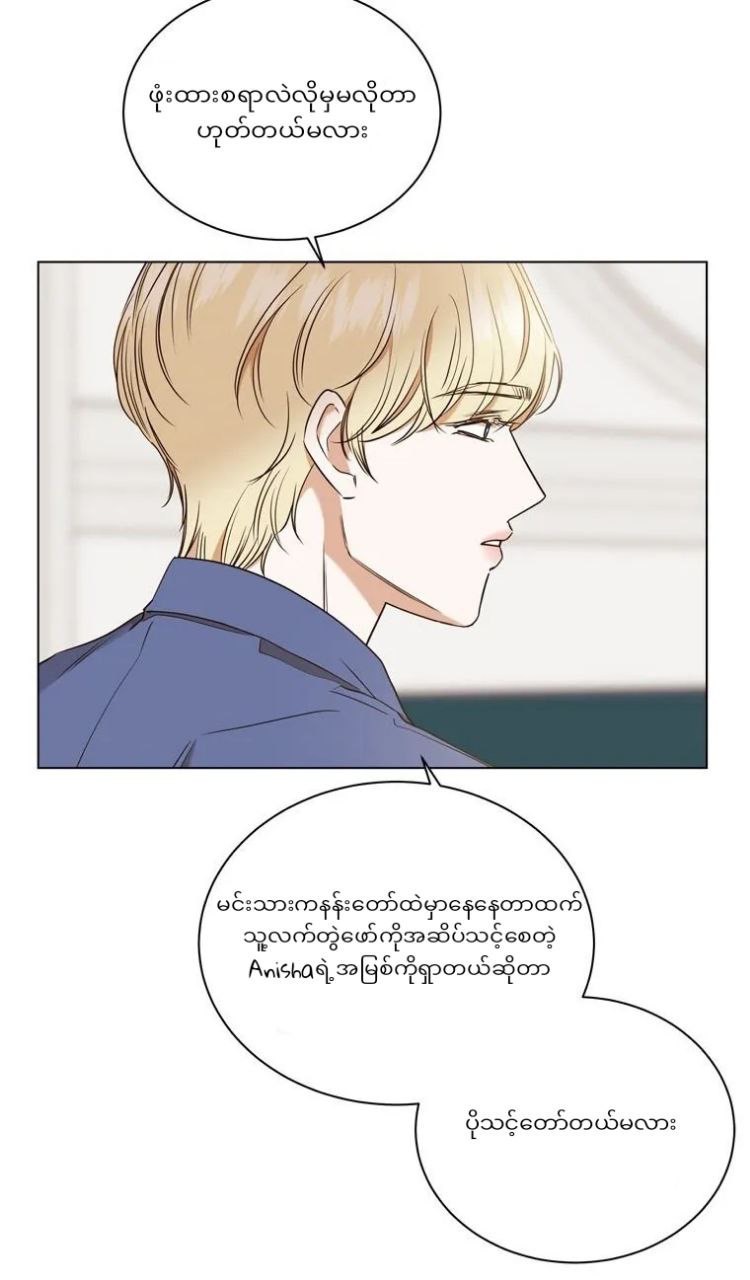 ဖုံးထားစရာလဲလိုမှမလိုတာ
ဟုတ်တယ်မလား
မင်းသားကနန်းတော်ထဲမှာနေနေတာထက်
သူ့လက်တွဲဖော်ကိုအဆိပ်သင့်စေတဲ့
Anishaရဲ့အမြစ်ကိုရှာတယ်ဆိုတာ
ပိုသင့်တော်တယ်မလား